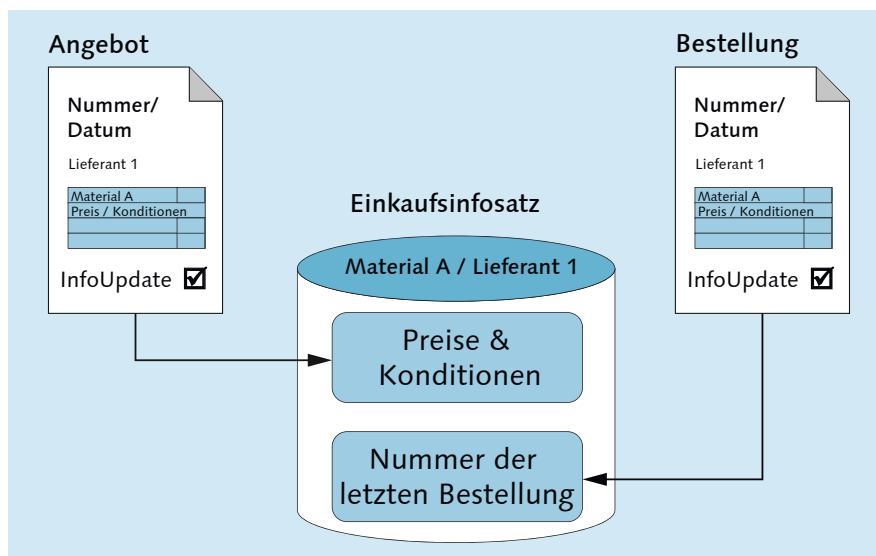 Angebot
Nummer/
Datum
Lieferant 1
Material A
Preis / Konditionen
InfoUpdate
Einkaufsinfosatz
Material A / Lieferant 1
Preise &
Konditionen
Nummer der
letzten Bestellung
Bestellung
Nummer/
Datum
Lieferant 1
Material A
Preis / Konditionen
InfoUpdate